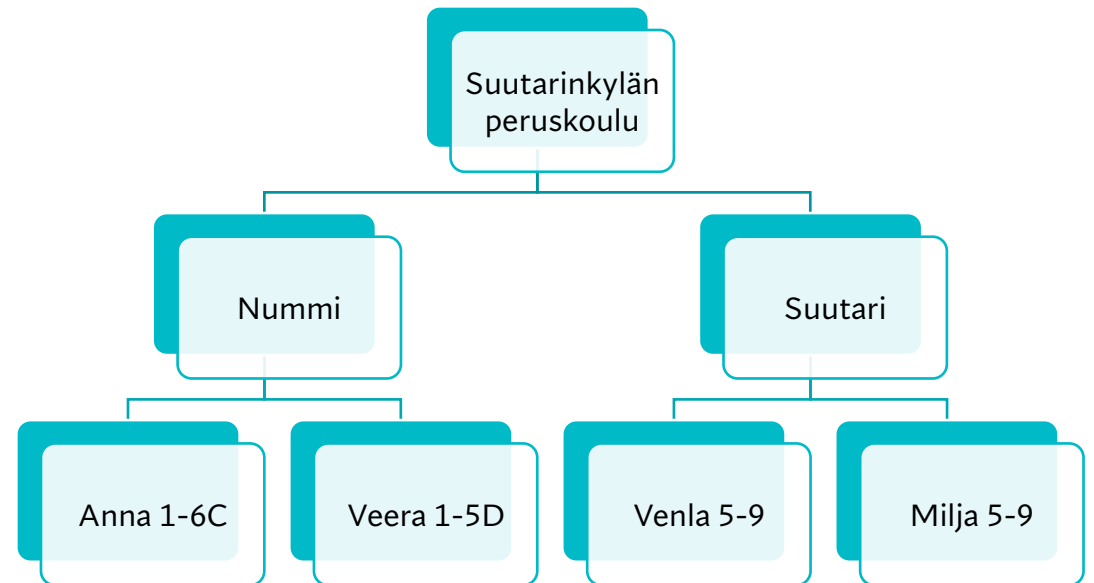 Suutarinkylän
peruskoulu
Nummi
Suutari
Anna 1-6C
Veera 1-5D
Venla 5-9
Milja 5-9